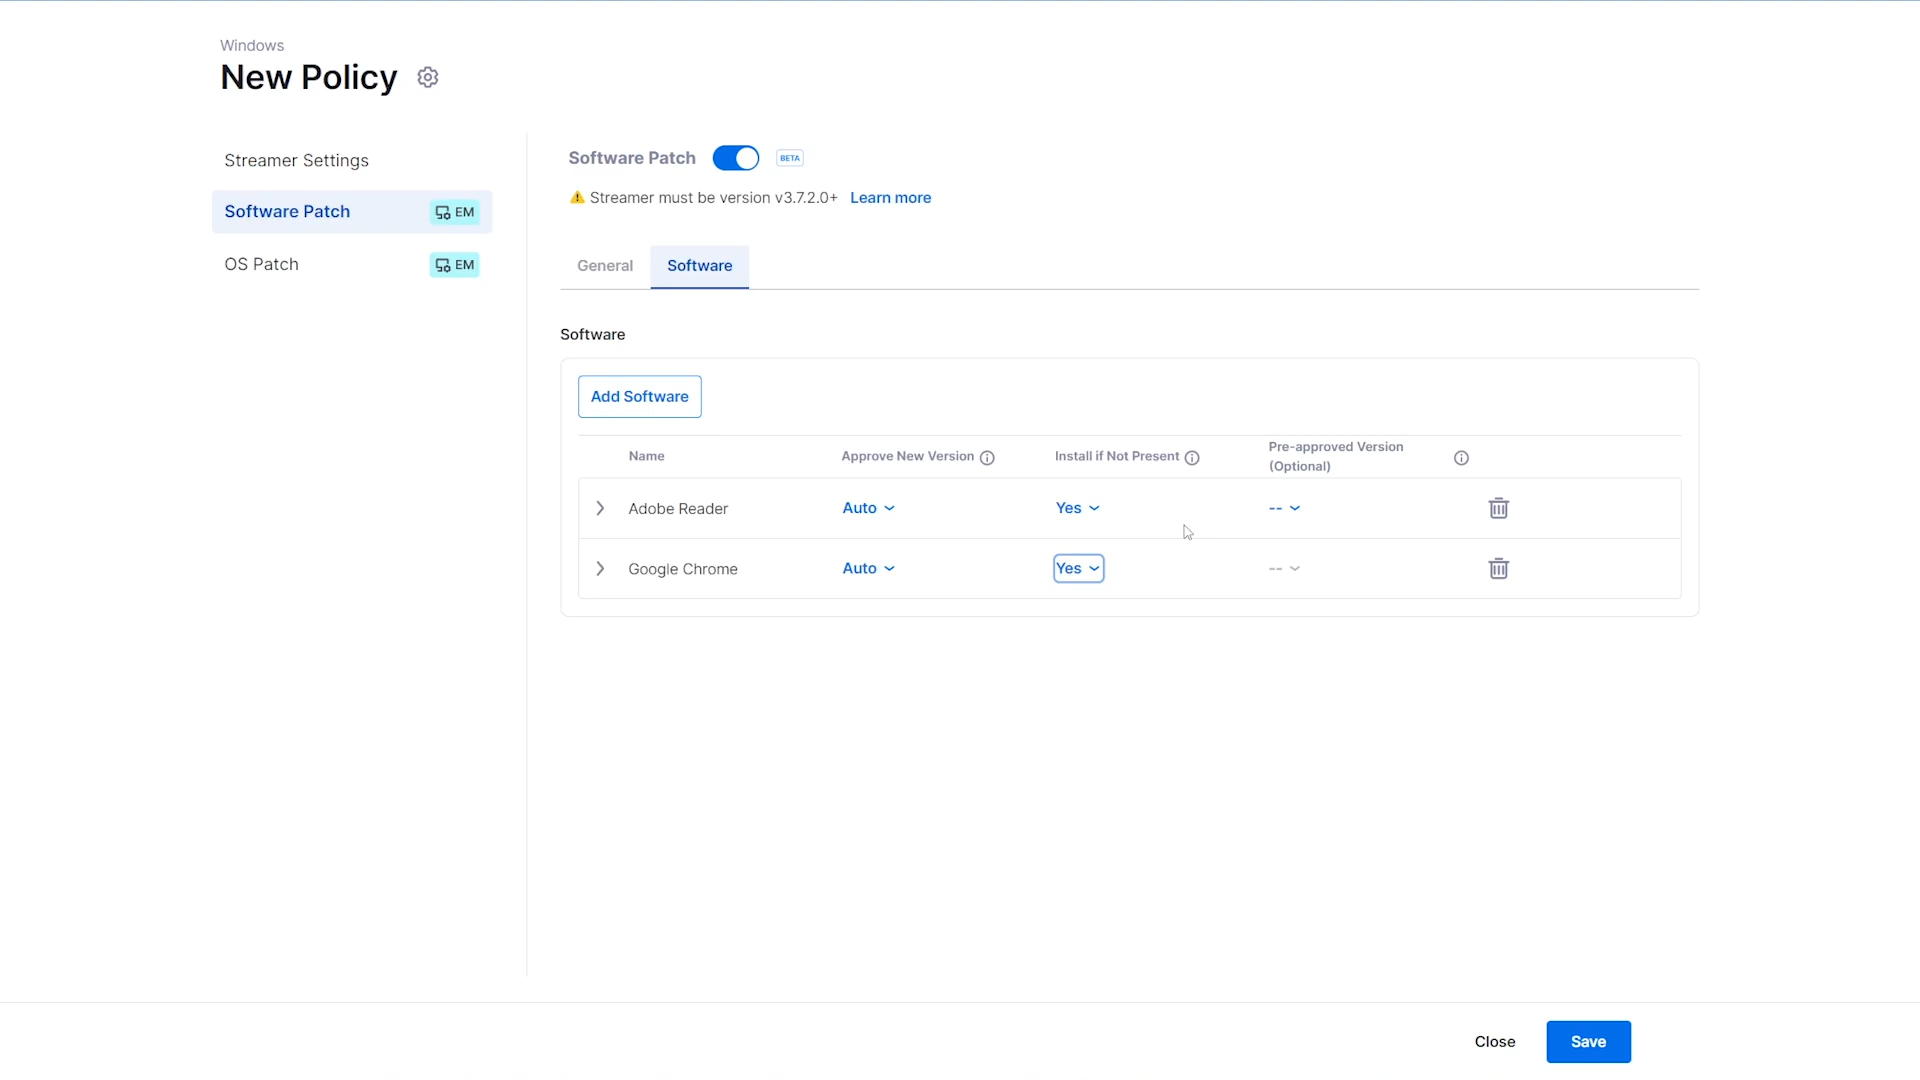 Windows
New Policy
Streamer Settings
Software Patch EM
OS Patch EM
Software Patch BETA
Streamer must be version v3.7.2.0+ Learn more
General Software
Software
Add Software
Name Approve New Version Install if Not Present Pre-approved Version (Optional)
Adobe Reader Auto Yes --
Google Chrome Auto Yes --
Close Save